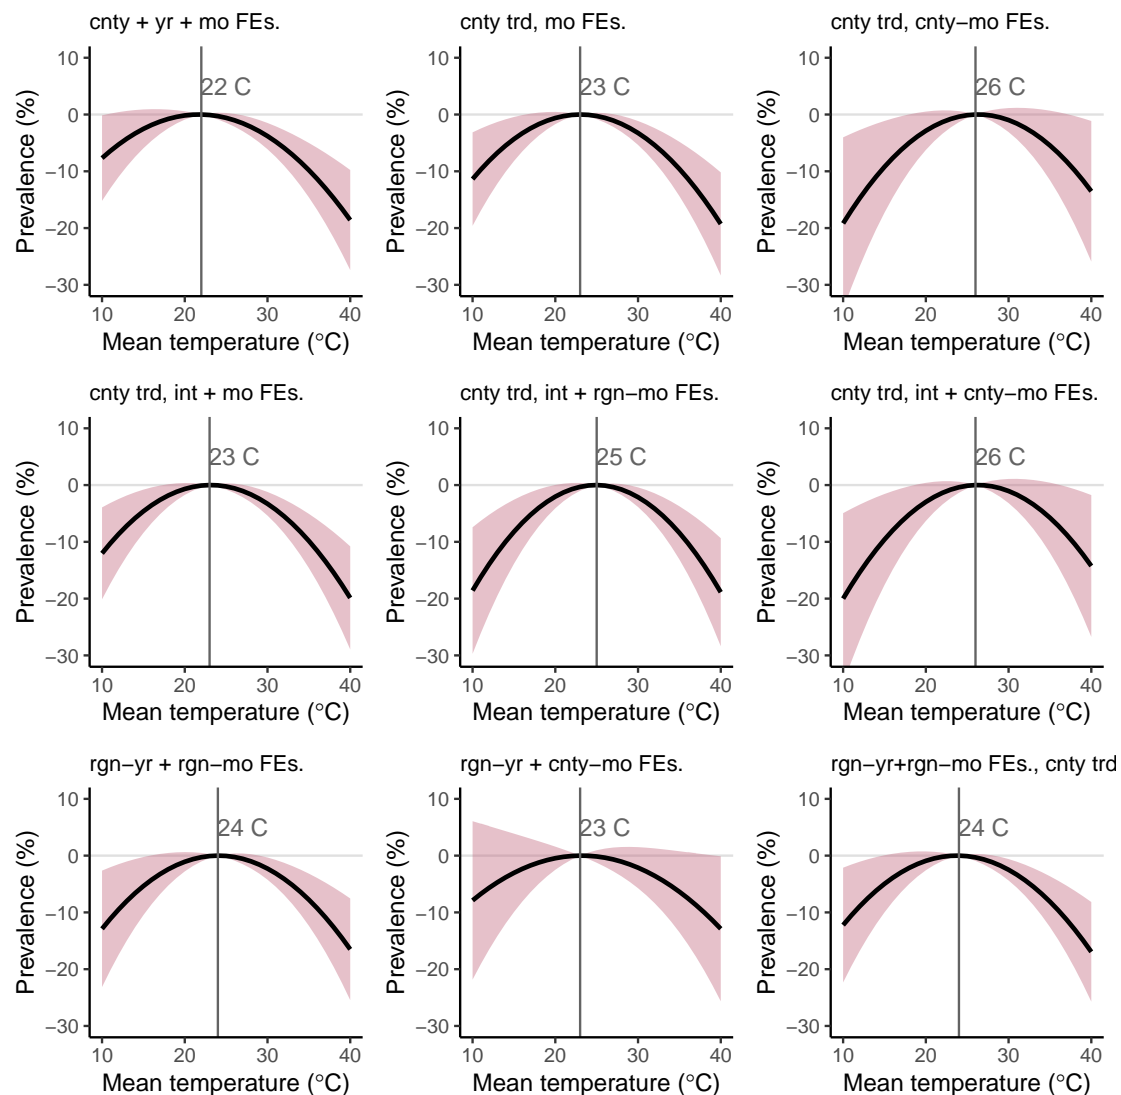 cnty + yr + mo FEs.
10
0
−10
−20
−30
Prevalence (%)
22 C
10 20 30 40
Mean temperature (°C)
cnty trd, mo FEs.
10
0
−10
−20
−30
Prevalence (%)
23 C
10 20 30 40
Mean temperature (°C)
cnty trd, cnty−mo FEs.
10
0
−10
−20
−30
Prevalence (%)
26 C
10 20 30 40
Mean temperature (°C)
cnty trd, int + mo FEs.
10
0
−10
−20
−30
Prevalence (%)
23 C
10 20 30 40
Mean temperature (°C)
cnty trd, int + rgn−mo FEs.
10
0
−10
−20
−30
Prevalence (%)
25 C
10 20 30 40
Mean temperature (°C)
cnty trd, int + cnty−mo FEs.
10
0
−10
−20
−30
Prevalence (%)
26 C
10 20 30 40
Mean temperature (°C)
rgn−yr + rgn−mo FEs.
10
0
−10
−20
−30
Prevalence (%)
24 C
10 20 30 40
Mean temperature (°C)
rgn−yr + cnty−mo FEs.
10
0
−10
−20
−30
Prevalence (%)
23 C
10 20 30 40
Mean temperature (°C)
rgn−yr+rgn−mo FEs., cnty trd
10
0
−10
−20
−30
Prevalence (%)
24 C
10 20 30 40
Mean temperature (°C)